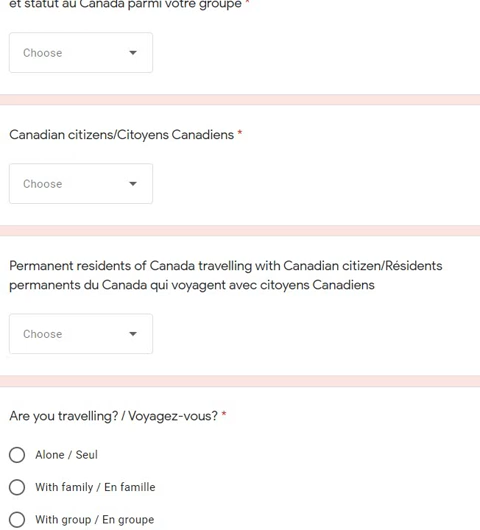 et statut au Canada parmi votre groupe *
Choose
Canadian citizens/Citoyens Canadiens *
Choose
Permanent residents of Canada travelling with Canadian citizen/Résidents
permanents du Canada qui voyagent avec citoyens Canadiens
Choose
Are you travelling? / Voyagez-vous? *
Alone / Seul
With family / En famille
With group / En groupe